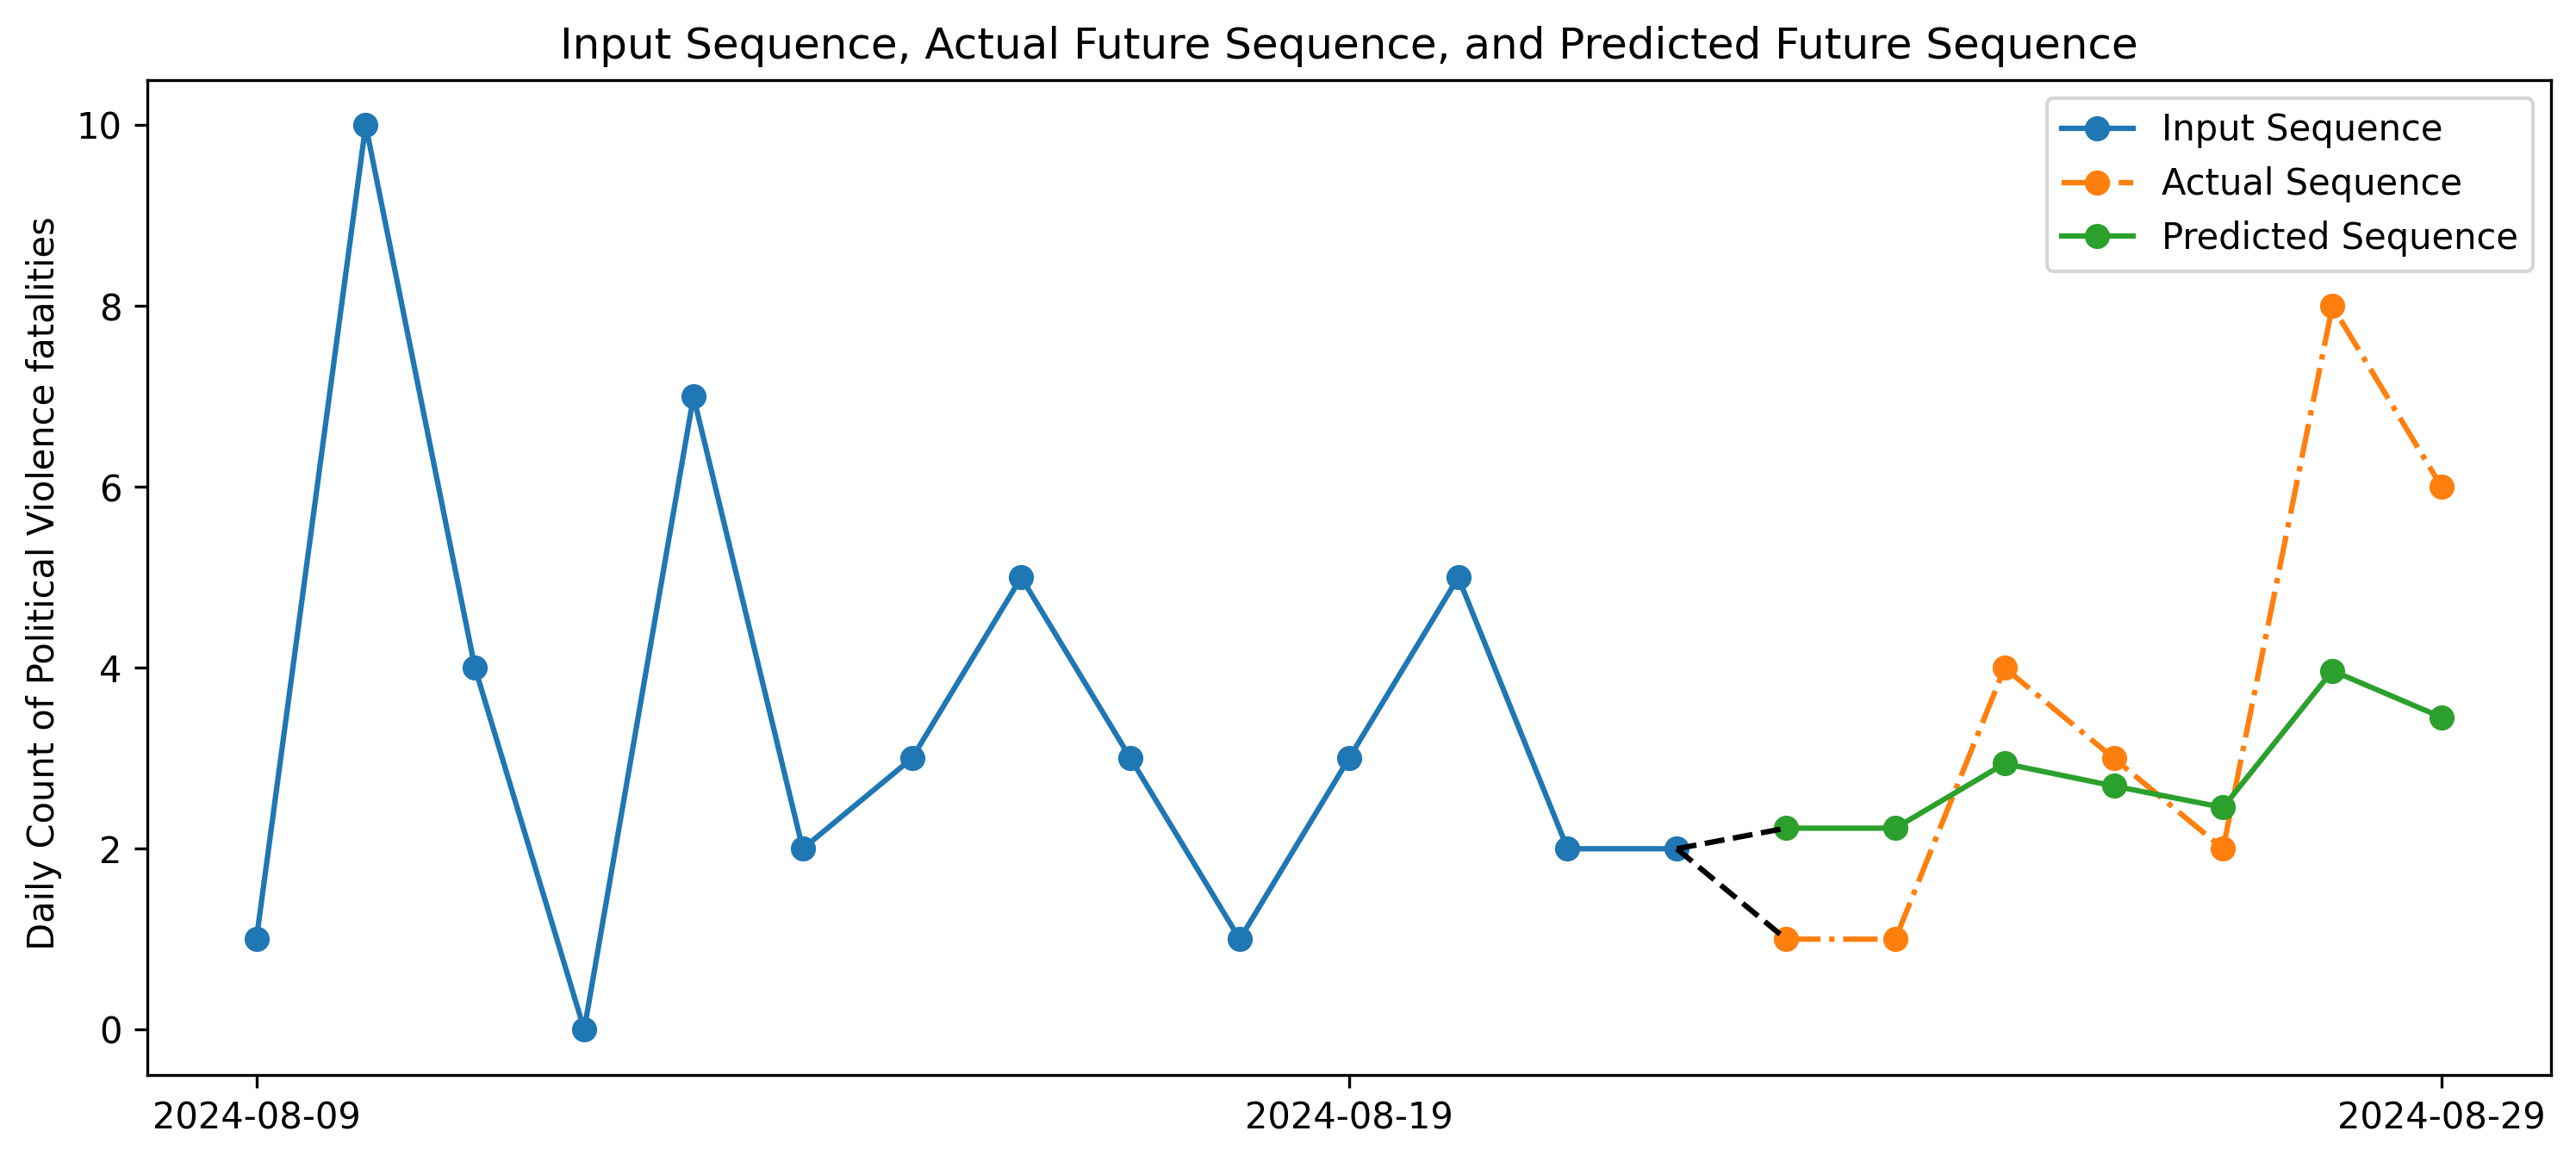 Input Sequence, Actual Future Sequence, and Predicted Future Sequence
Daily Count of Political Violence fatalities
10
8
6
4
2
0
Input Sequence
Actual Sequence
Predicted Sequence
2024-08-09
2024-08-19
2024-08-29